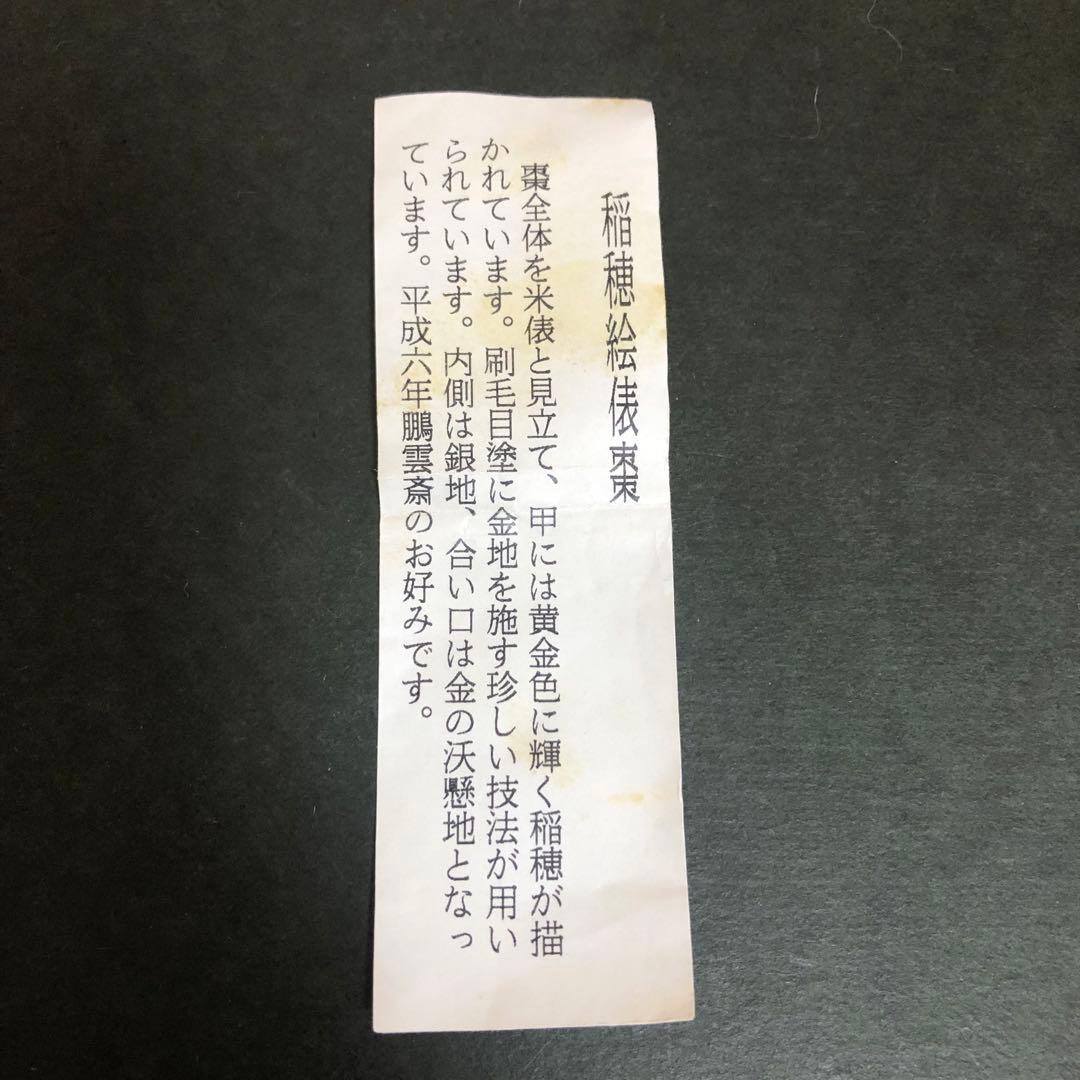 稲穂絵俵棗
棗全体を米俵と見立て、甲には黄金色に輝く稲穂が描
かれています。刷毛目塗に金地を施す珍しい技法が用い
られています。内側は銀地、合い口は金の沃懸地となっ
ています。平成六年鵬雲斎のお好みです。